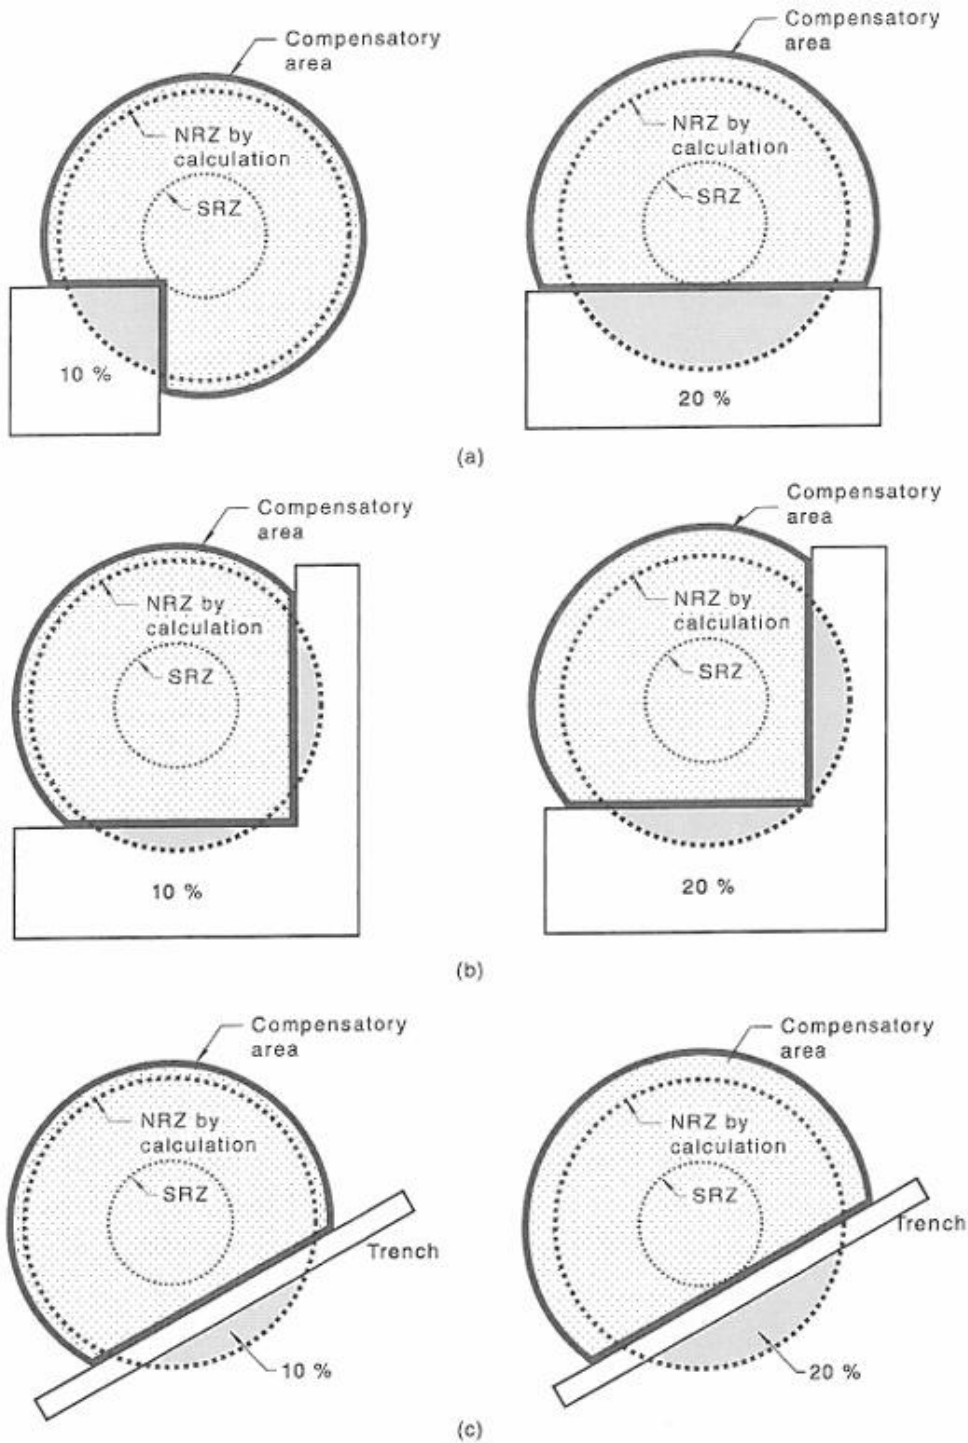 Compensatory
area
NRZ by
calculation
SRZ
10 %
Compensatory
area
NRZ by
calculation
SRZ
20 %
(a)
Compensatory
area
NRZ by
calculation
SRZ
10 %
Compensatory
area
NRZ by
calculation
SRZ
20 %
(b)
Compensatory
area
NRZ by
calculation
SRZ
Trench
10 %
Compensatory
area
NRZ by
calculation
SRZ
Trench
20 %
(c)